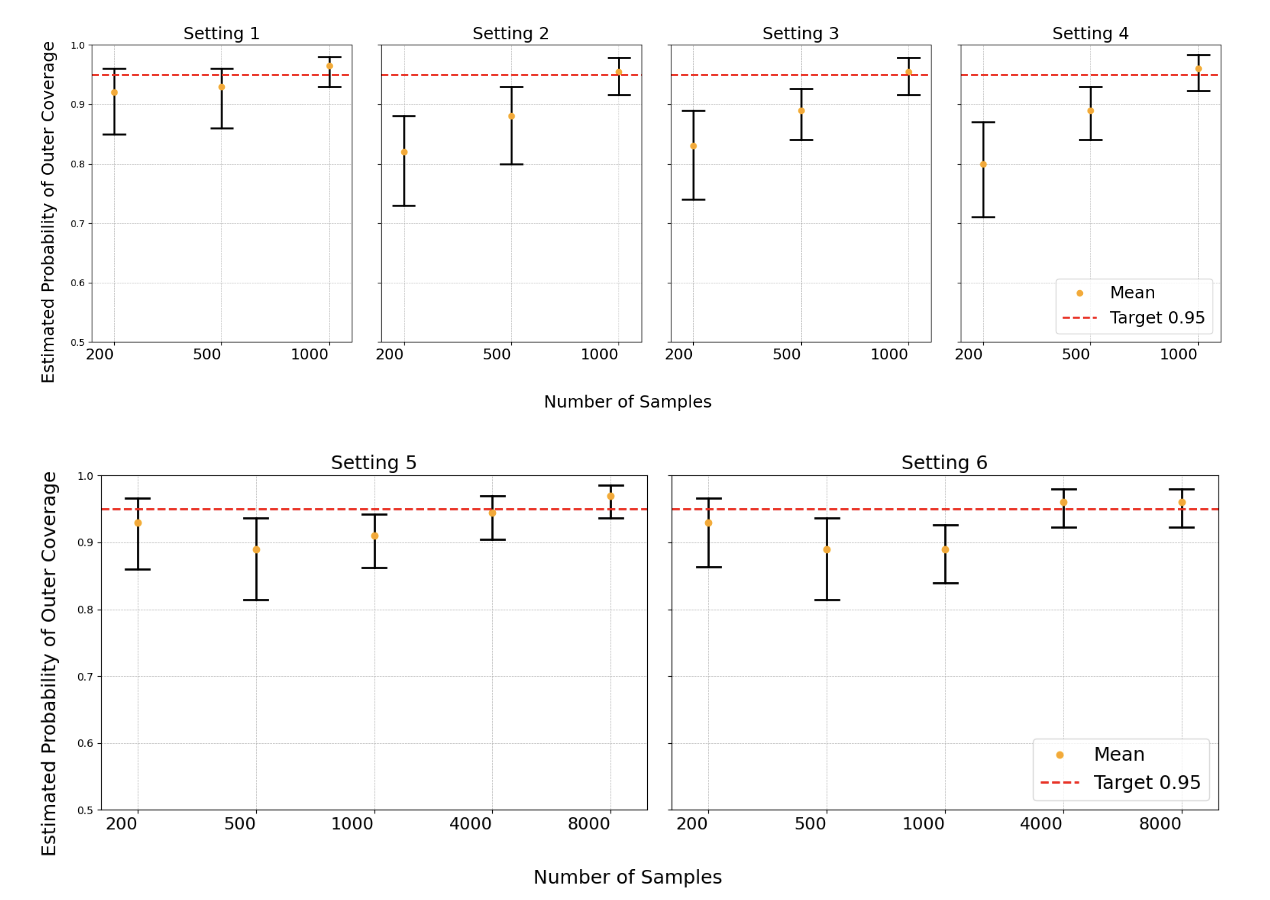 Setting 1
Setting 2
Setting 3
Setting 4
Estimated Probability of Outer Coverage
1.0
0.9
0.8
0.7
0.6
0.5
200 500 1000
200 500 1000
200 500 1000
200 500 1000
Mean
Target 0.95
Number of Samples
Setting 5
Setting 6
Estimated Probability of Outer Coverage
1.0
0.9
0.8
0.7
0.6
0.5
200 500 1000 4000 8000
200 500 1000 4000 8000
Mean
Target 0.95
Number of Samples